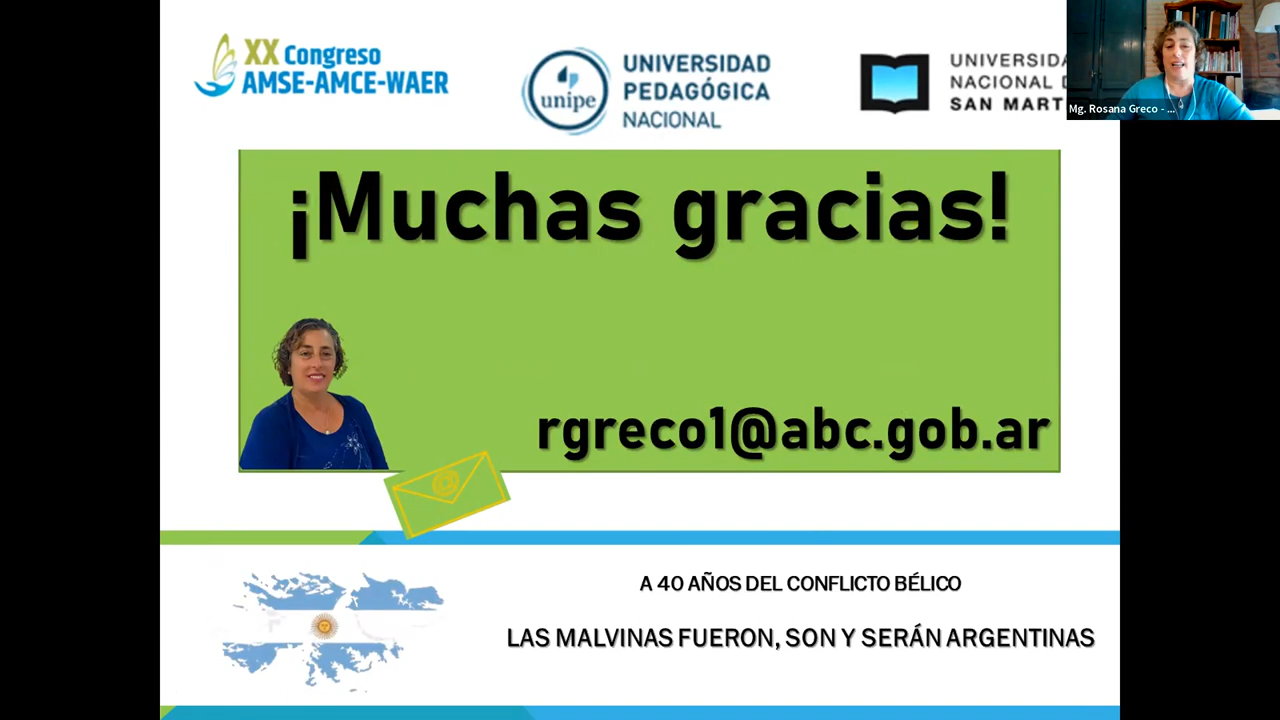 XX Congreso
AMSE-AMCE-WAER
unipe
UNIVERSIDAD
PEDAGÓGICA
NACIONAL
UNIVERSIDA
NACIONAL D
SAN MART
Mg. Rosana Greco - ...
¡Muchas gracias!
rgreco1@abc.gob.ar
@
A 40 AÑOS DEL CONFLICTO BÉLICO
LAS MALVINAS FUERON, SON Y SERÁN ARGENTINAS